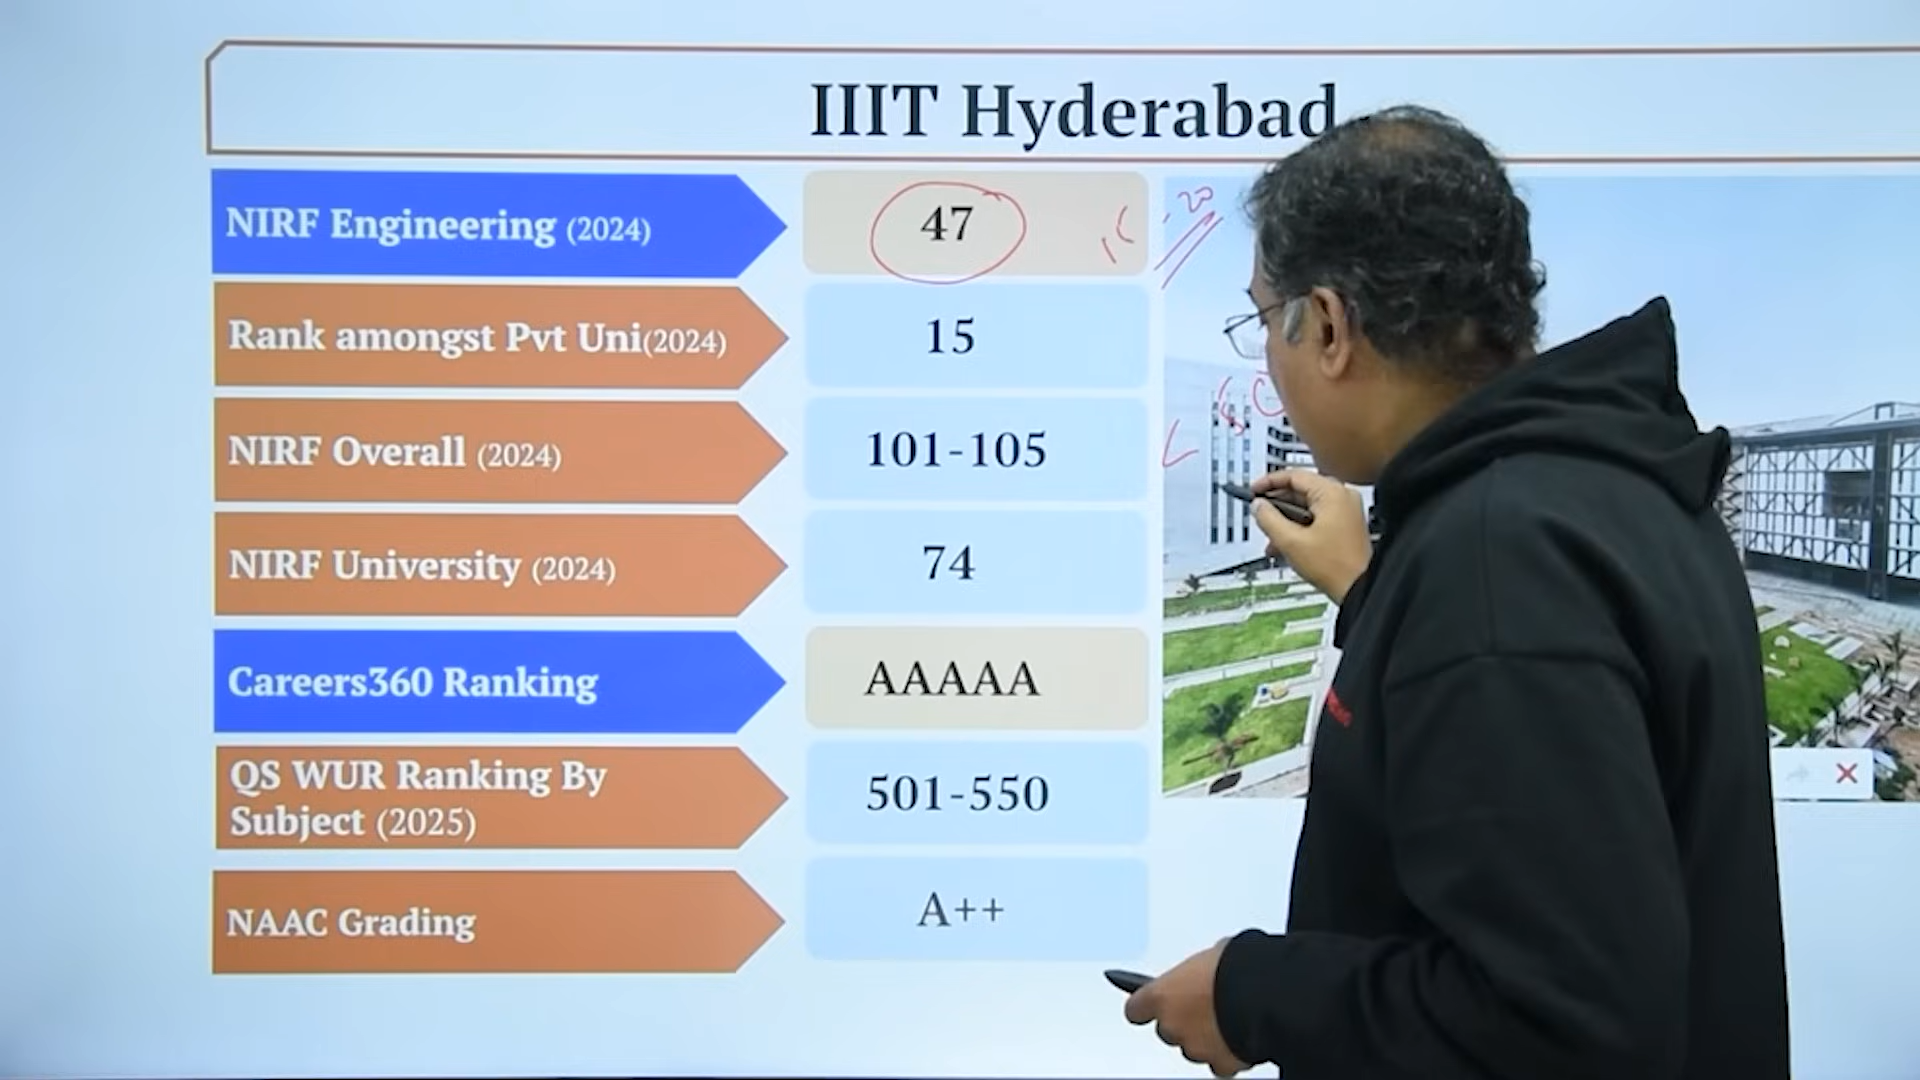 IIIT Hyderabad
NIRF Engineering (2024)
47
Rank amongst Pvt Uni(2024)
15
NIRF Overall (2024)
101-105
NIRF University (2024)
74
Careers360 Ranking
AAAAA
QS WUR Ranking By
Subject (2025)
501-550
NAAC Grading
A++